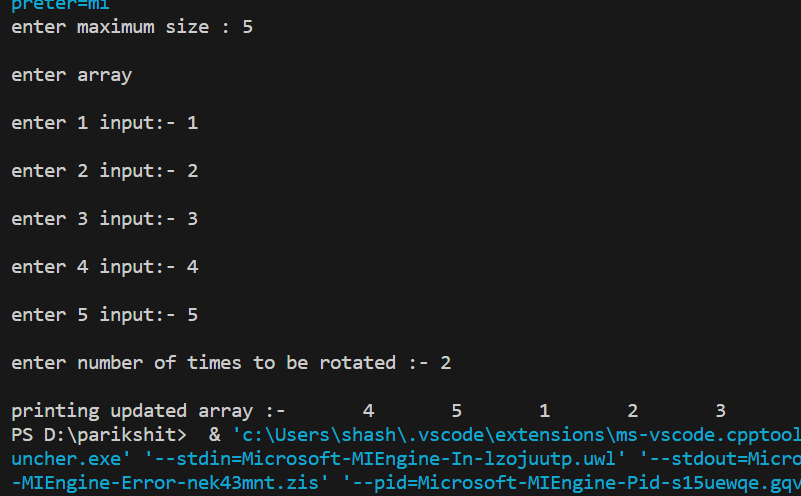 preter=mi
enter maximum size : 5
enter array
enter 1 input:- 1
enter 2 input:- 2
enter 3 input:- 3
enter 4 input:- 4
enter 5 input:- 5
enter number of times to be rotated :- 2
printing updated array :- 4 5 1 2 3
PS D:\parikshit>  & 'c:\Users\shash\.vscode\extensions\ms-vscode.cpptool
uncher.exe' '--stdin=Microsoft-MIEngine-In-lzojuutp.uwl' '--stdout=Micro
-MIEngine-Error-nek43mnt.zis' '--pid=Microsoft-MIEngine-Pid-s15uewqe.gqv